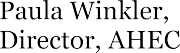 Paula Winkler,
Director, AHEC